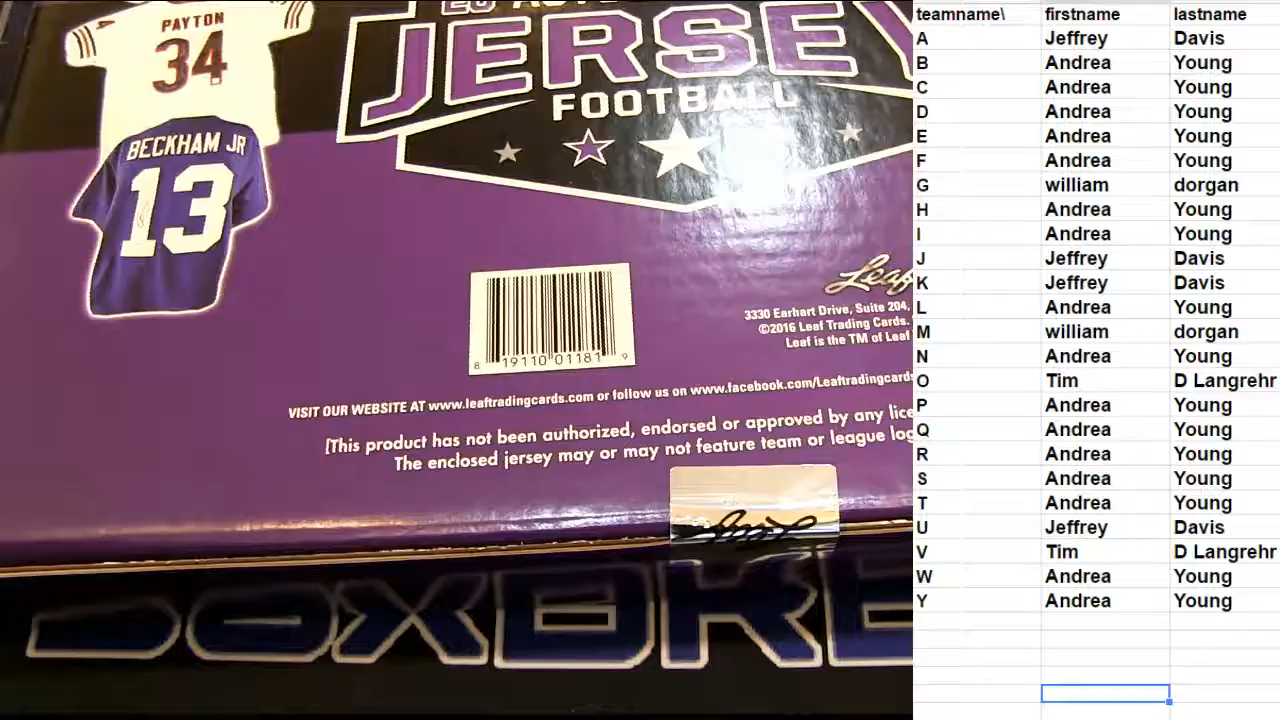 PAYTON
34
JERSEY
FOOTBALL
BECKHAM JR
13
Leaf
3330 Earhart Drive, Suite 204,
©2016 Leaf Trading Cards.
Leaf is the TM of Leaf
8 19110 01181 9
VISIT OUR WEBSITE AT www.leaftradingcards.com or follow us on www.facebook.com/Leaftradingcards
[This product has not been authorized, endorsed or approved by any
The enclosed jersey may or may not feature team or league
teamname\ firstname lastname
A Jeffrey Davis
B Andrea Young
C Andrea Young
D Andrea Young
E Andrea Young
F Andrea Young
G william dorgan
H Andrea Young
I Andrea Young
J Jeffrey Davis
K Jeffrey Davis
L Andrea Young
M william dorgan
N Andrea Young
O Tim D Langrehr
P Andrea Young
Q Andrea Young
R Andrea Young
S Andrea Young
T Andrea Young
U Jeffrey Davis
V Tim D Langrehr
W Andrea Young
Y Andrea Young